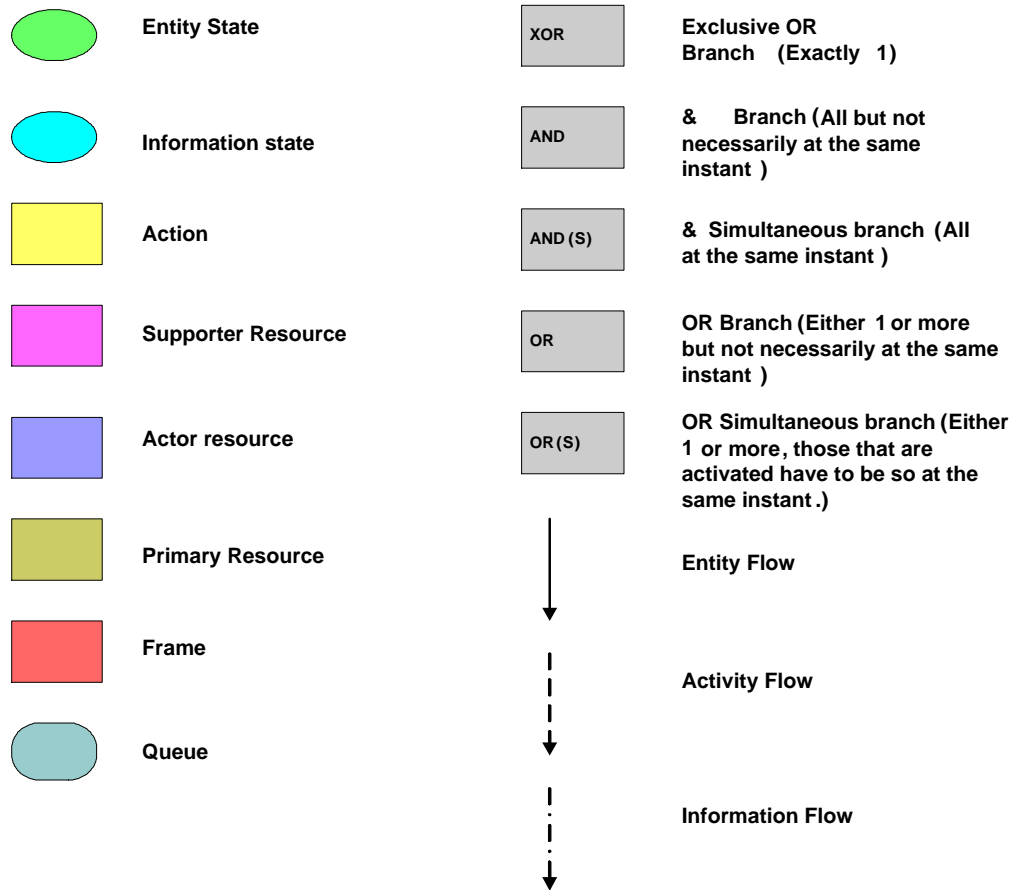 Entity State
Information state
Action
Supporter Resource
Actor resource
Primary Resource
Frame
Queue
XOR
Exclusive OR
Branch (Exactly 1)
AND
& Branch (All but not
necessarily at the same
instant )
AND (S)
& Simultaneous branch (All
at the same instant )
OR
OR Branch (Either 1 or more
but not necessarily at the same
instant )
OR (S)
OR Simultaneous branch (Either
1 or more, those that are
activated have to be so at the
same instant .)
Entity Flow
Activity Flow
Information Flow